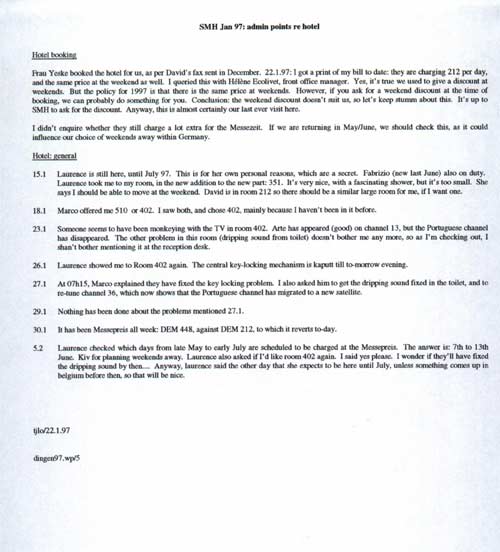 SMH Jan 97: admin points re hotel
Hotel booking
Frau Yeske booked the hotel for us, as per David's fax sent in December. 22.1.97: I got a print of my bill to date: they are charging 212 per day,
and the same price at the weekend as well. I queried this with Hélène Ecolivet, front office manager. Yes, it's true we used to give a discount at
weekends. But the policy for 1997 is that there is the same price at weekends. However, if you ask for a weekend discount at the time of
booking, we can probably do something for you. Conclusion: the weekend discount doesn't suit us, so let's keep stumm about this. It's up to
SMH to ask for the discount. Anyway, this is almost certainly our last ever visit here.
I didn't enquire whether they still charge a lot extra for the Messezeit. If we are returning in May/June, we should check this, as it could
influence our choice of weekends away within Germany.
Hotel: general
15.1 Laurence is still here, until July 97. This is for her own personal reasons, which are a secret. Fabrizio (new last June) also on duty.
Laurence took me to my room, in the new addition to the new part: 351. It's very nice, with a fascinating shower, but it's too small. She
says I should be able to move at the weekend. David is in room 212 so there should be a similar large room for me, if I want one.
18.1 Marco offered me 510 or 402. I saw both, and chose 402, mainly because I haven't been in it before.
23.1 Someone seems to have been monkeying with the TV in room 402. Arte has appeared (good) on channel 13, but the Portuguese channel
has disappeared. The other problem in this room (dripping sound from toilet) doesn't bother me any more, so as I'm checking out, I
shan't bother mentioning it at the reception desk.
26.1 Laurence showed me to Room 402 again. The central key-locking mechanism is kaputt till to-morrow evening.
27.1 At 07h15, Marco explained they have fixed the key locking problem. I also asked him to get the dripping sound fixed in the toilet, and to
re-tune channel 36, which now shows that the Portuguese channel has migrated to a new satellite.
29.1 Nothing has been done about the problems mentioned 27.1.
30.1 It has been Messepreis all week: DEM 448, against DEM 212, to which it reverts to-day.
5.2 Laurence checked which days from late May to early July are scheduled to be charged at the Messepreis. The answer is: 7th to 13th
June. Kiv for planning weekends away. Laurence also asked if I'd like room 402 again. I said yes please. I wonder if they'll have fixed
the dripping sound by then.... Anyway, laurence said the other day that she expects to be here until July, unless something comes up in
belgium before then, so that will be nice.
tjlo/22.1.97
dingen97.wp/5